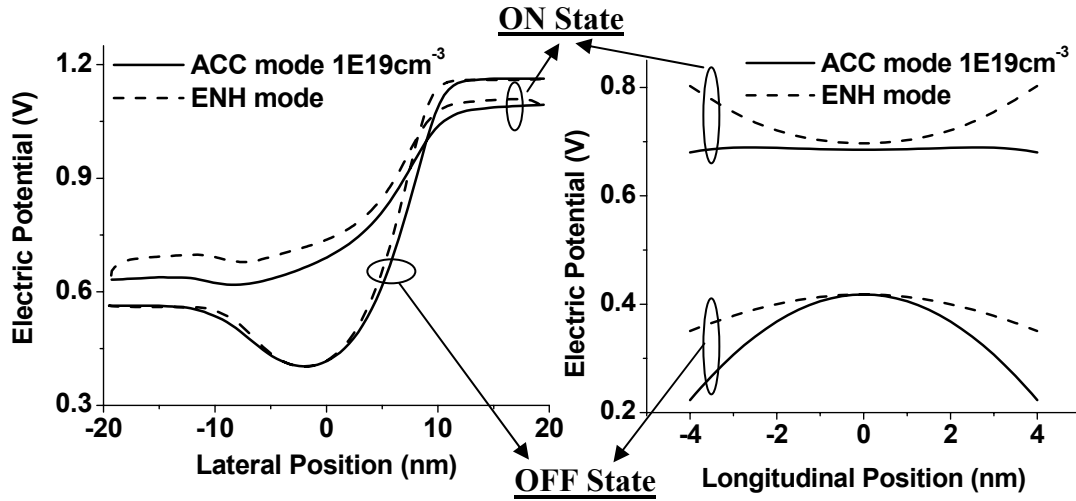 ON State
ACC mode 1E19cm⁻³
ENH mode
Electric Potential (V)
1.2
0.9
0.6
0.3
-20
-10
0
10
20
Lateral Position (nm)
ACC mode 1E19cm⁻³
ENH mode
Electric Potential (V)
0.8
0.6
0.4
0.2
-4
-2
0
2
4
Longitudinal Position (nm)
OFF State